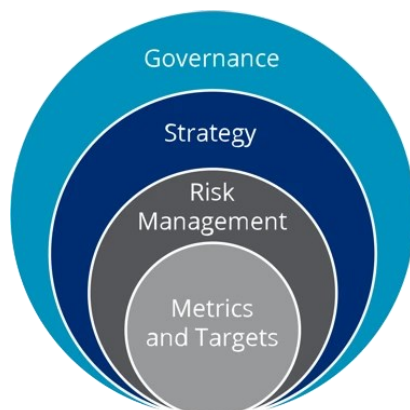 Governance
Strategy
Risk
Management
Metrics
and Targets